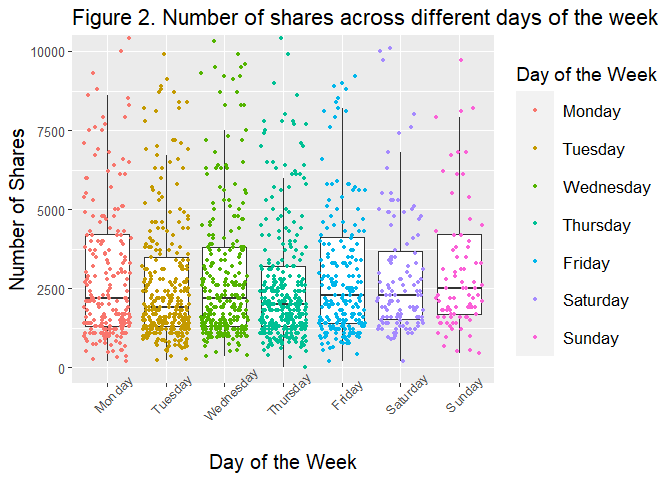 Figure 2. Number of shares across different days of the week
10000
7500
5000
2500
0
Number of Shares
Monday
Tuesday
Wednesday
Thursday
Friday
Saturday
Sunday
Day of the Week
Day of the Week
Monday
Tuesday
Wednesday
Thursday
Friday
Saturday
Sunday